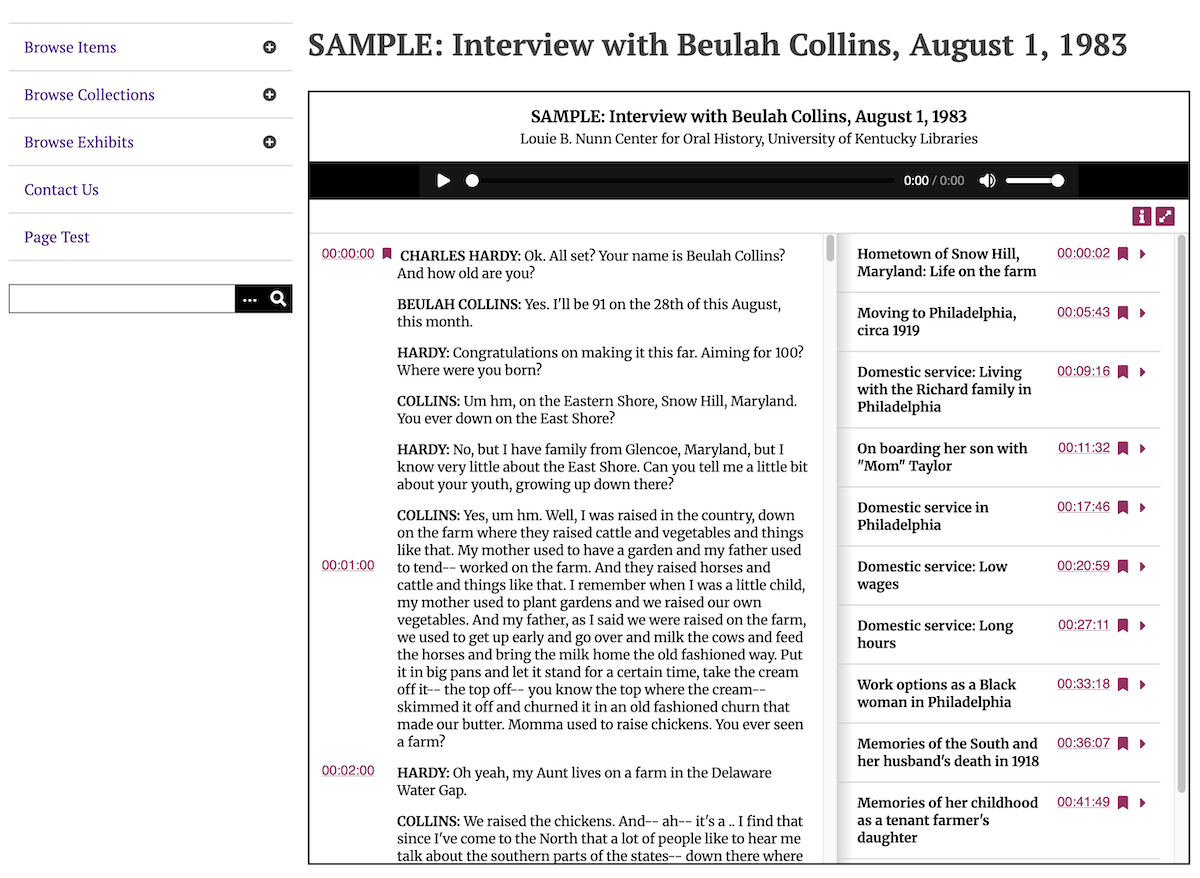 Browse Items
Browse Collections
Browse Exhibits
Contact Us
Page Test
...
SAMPLE: Interview with Beulah Collins, August 1, 1983
SAMPLE: Interview with Beulah Collins, August 1, 1983
Louie B. Nunn Center for Oral History, University of Kentucky Libraries
0:00 / 0:00
00:00:00 CHARLES HARDY: Ok. All set? Your name is Beulah Collins?
And how old are you?
BEULAH COLLINS: Yes. I'll be 91 on the 28th of this August,
this month.
HARDY: Congratulations on making it this far. Aiming for 100?
Where were you born?
COLLINS: Um hm, on the Eastern Shore, Snow Hill, Maryland.
You ever down on the East Shore?
HARDY: No, but I have family from Glencoe, Maryland, but I
know very little about the East Shore. Can you tell me a little bit
about your youth, growing up down there?
COLLINS: Yes, um hm. Well, I was raised in the country, down
on the farm where they raised cattle and vegetables and things
like that. My mother used to have a garden and my father used
00:01:00 to tend-- worked on the farm. And they raised horses and
cattle and things like that. I remember when I was a little child,
my mother used to plant gardens and we raised our own
vegetables. And my father, as I said we were raised on the farm,
we used to get up early and go over and milk the cows and feed
the horses and bring the milk home the old fashioned way. Put
it in big pans and let it stand for a certain time, take the cream
off it-- the top off-- you know the top where the cream--
skimmed it off and churned it in an old fashioned churn that
made our butter. Momma used to raise chickens. You ever seen
a farm?
00:02:00 HARDY: Oh yeah, my Aunt lives on a farm in the Delaware
Water Gap.
COLLINS: We raised the chickens. And-- ah-- it's a .. I find that
since I've come to the North that a lot of people like to hear me
talk about the southern parts of the states-- down there where
Hometown of Snow Hill, 00:00:02
Maryland: Life on the farm
Moving to Philadelphia, 00:05:43
circa 1919
Domestic service: Living 00:09:16
with the Richard family in
Philadelphia
On boarding her son with 00:11:32
"Mom" Taylor
Domestic service in 00:17:46
Philadelphia
Domestic service: Low 00:20:59
wages
Domestic service: Long 00:27:11
hours
Work options as a Black 00:33:18
woman in Philadelphia
Memories of the South and 00:36:07
her husband's death in 1918
Memories of her childhood 00:41:49
as a tenant farmer's
daughter